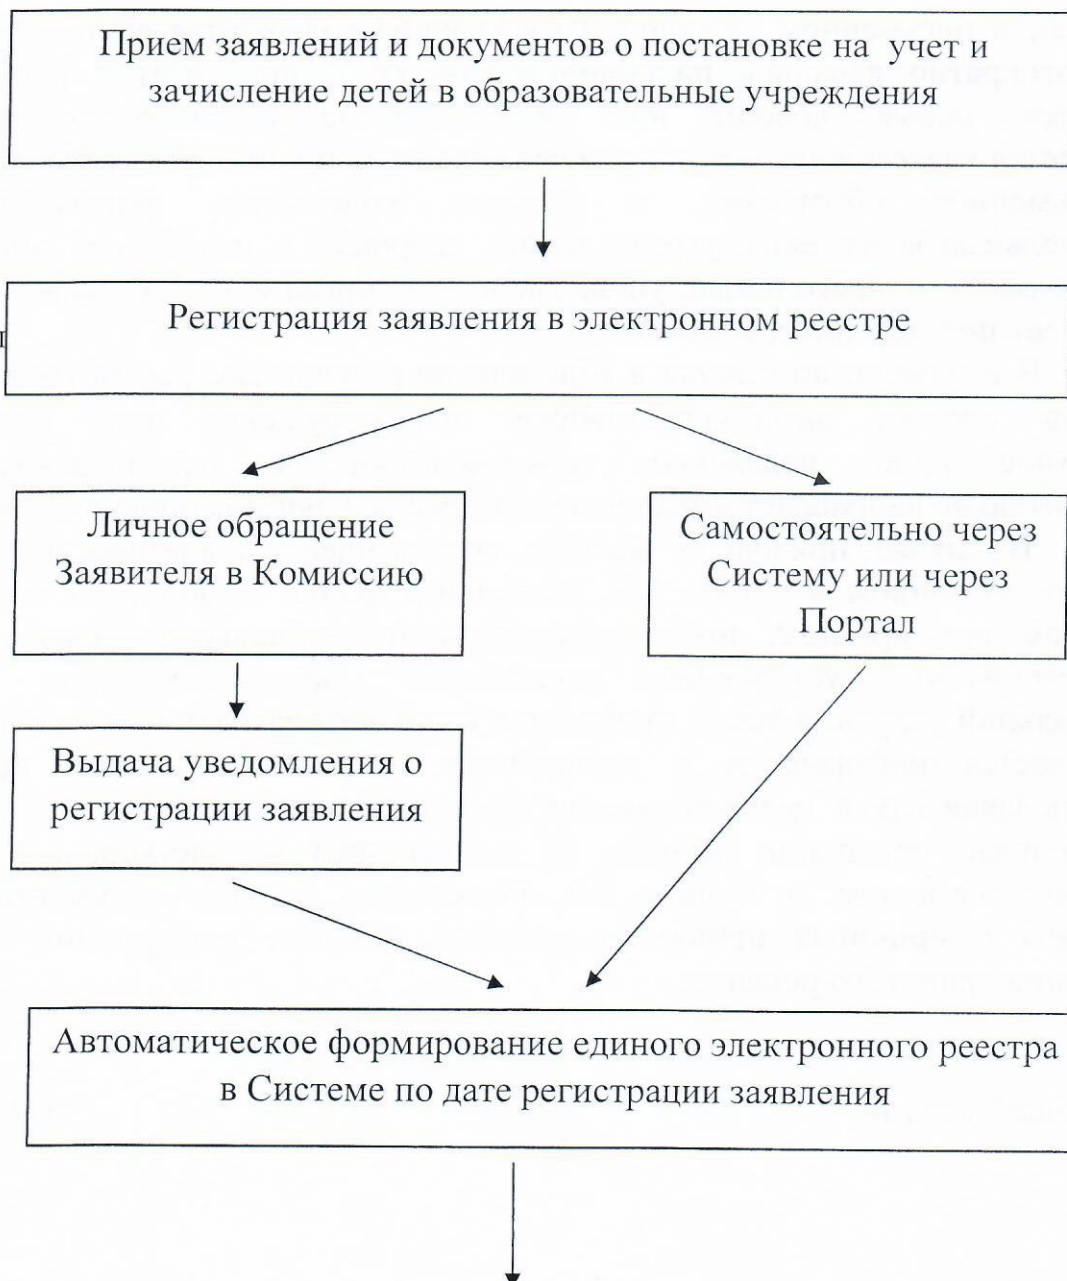 Прием заявлений и документов о постановке на учет и
зачисление детей в образовательные учреждения
Регистрация заявления в электронном реестре
Личное обращение
Заявителя в Комиссию
Самостоятельно через
Систему или через
Портал
Выдача уведомления о
регистрации заявления
Автоматическое формирование единого электронного реестра
в Системе по дате регистрации заявления